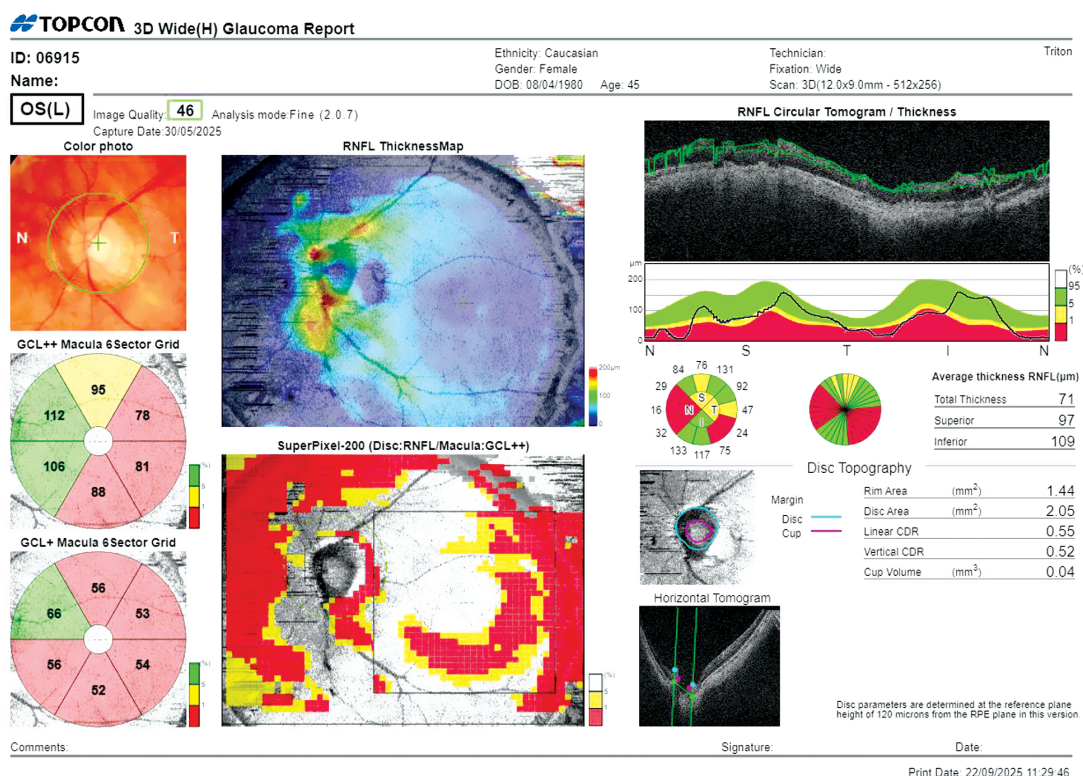 TOPCON 3D Wide(H) Glaucoma Report
ID: 06915
Name:
Ethnicity: Caucasian
Gender: Female
DOB: 08/04/1980 Age: 45
Technician:
Fixation: Wide
Scan: 3D(12.0x9.0mm - 512x256)
Triton
OS(L)
Image Quality: 46 Analysis mode:Fine (2.0.7)
Capture Date:30/05/2025
Color photo
N T
RNFL ThicknessMap
200μm
100
0
RNFL Circular Tomogram / Thickness
μm
200
100
0
N S T I N
(%)
95
5
1
GCL++ Macula 6Sector Grid
95
112 78
106 81
88
(%)
5
1
GCL+ Macula 6Sector Grid
56
66 53
56 54
52
(%)
5
1
SuperPixel-200 (Disc:RNFL/Macula:GCL++)
(%)
5
1
76
84 131
29 92
16 47
32 24
133 75
117
S
N T
I
Average thickness RNFL(μm)
Total Thickness 71
Superior 97
Inferior 109
Disc Topography
Margin
Disc
Cup
Rim Area (mm²) 1.44
Disc Area (mm²) 2.05
Linear CDR 0.55
Vertical CDR 0.52
Cup Volume (mm³) 0.04
Horizontal Tomogram
Disc parameters are determined at the reference plane
height of 120 microns from the RPE plane in this version.
Comments:
Signature:
Date:
Print Date: 22/09/2025 11:29:46